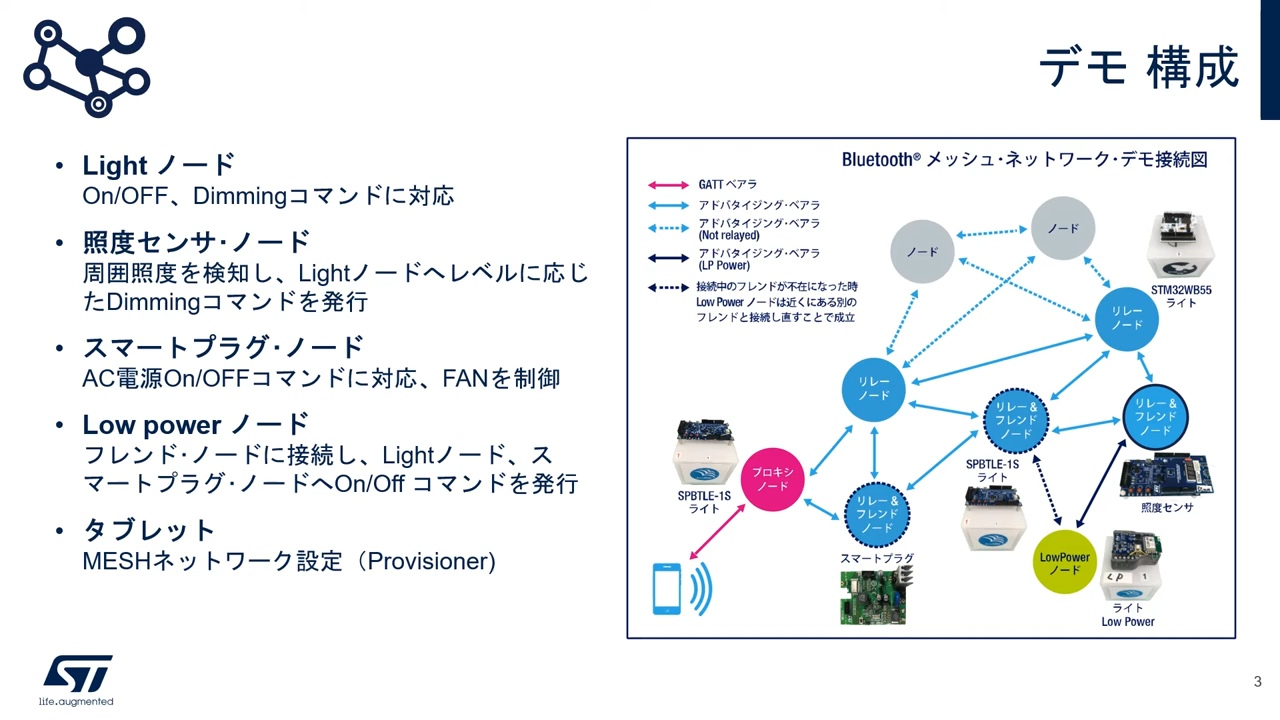 デモ 構成
• Light ノード
On/OFF、Dimmingコマンドに対応
• 照度センサ・ノード
周囲照度を検知し、Lightノードへレベルに応じ
たDimmingコマンドを発行
• スマートプラグ・ノード
AC電源On/OFFコマンドに対応、FANを制御
• Low power ノード
フレンド・ノードに接続し、Lightノード、ス
マートプラグ・ノードへOn/Off コマンドを発行
• タブレット
MESHネットワーク設定（Provisioner)
Bluetooth® メッシュ・ネットワーク・デモ接続図
GATT ベアラ
アドバタイジング・ベアラ
アドバタイジング・ベアラ
(Not relayed)
アドバタイジング・ベアラ
(LP Power)
接続中のフレンドが不在になった時
Low Power ノードは近くにある別の
フレンドと接続し直すことで成立
ノード
ノード
STM32WB55
ライト
リレー
ノード
リレー
ノード
リレー &
フレンド
ノード
リレー &
フレンド
ノード
SPBTLE-1S
ライト
プロキシ
ノード
リレー &
フレンド
ノード
SPBTLE-1S
ライト
照度センサ
スマートプラグ
LowPower
ノード
LP 1
ライト
Low Power
ST
life.augmented
3